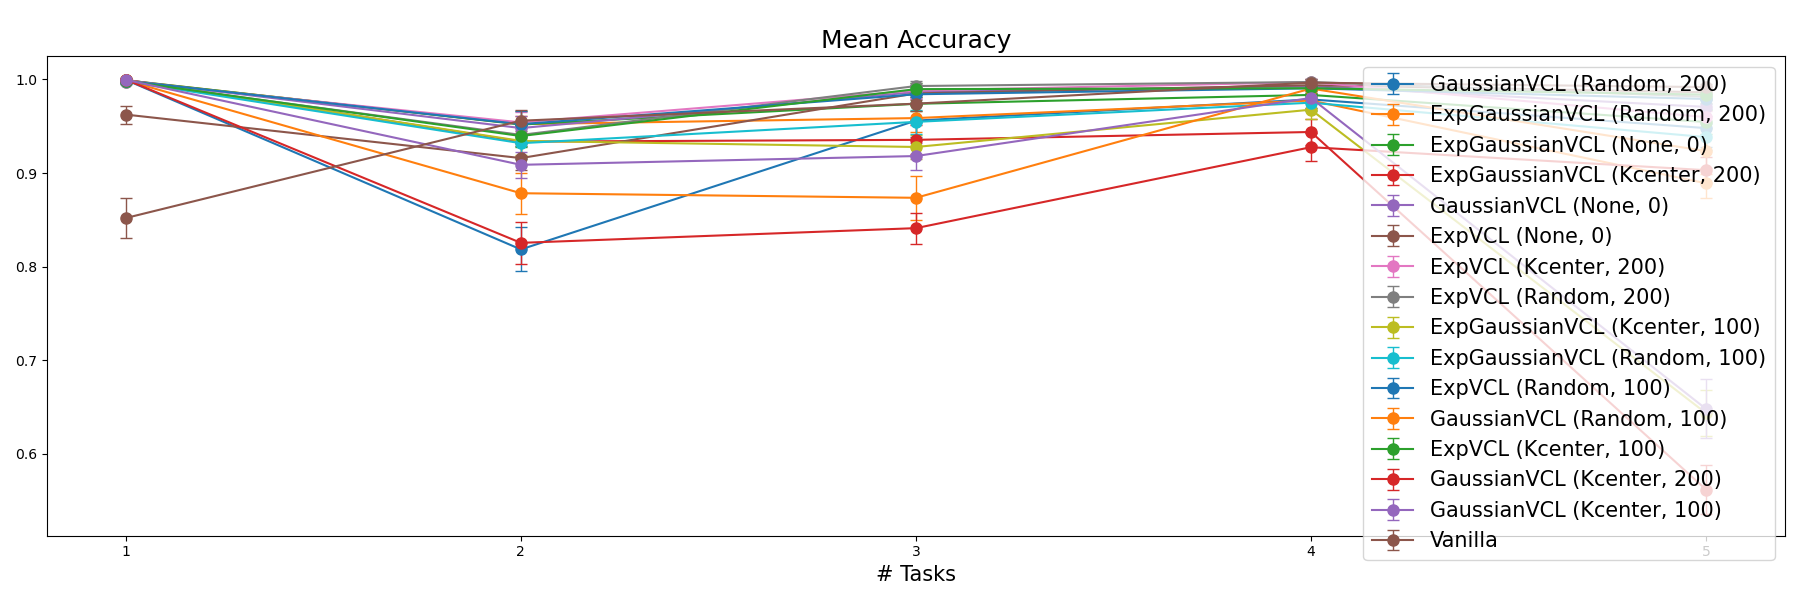 Mean Accuracy
1.0
0.9
0.8
0.7
0.6
1
2
3
4
5
# Tasks
GaussianVCL (Random, 200)
ExpGaussianVCL (Random, 200)
ExpGaussianVCL (None, 0)
ExpGaussianVCL (Kcenter, 200)
GaussianVCL (None, 0)
ExpVCL (None, 0)
ExpVCL (Kcenter, 200)
ExpVCL (Random, 200)
ExpGaussianVCL (Kcenter, 100)
ExpGaussianVCL (Random, 100)
ExpVCL (Random, 100)
GaussianVCL (Random, 100)
ExpVCL (Kcenter, 100)
GaussianVCL (Kcenter, 200)
GaussianVCL (Kcenter, 100)
Vanilla